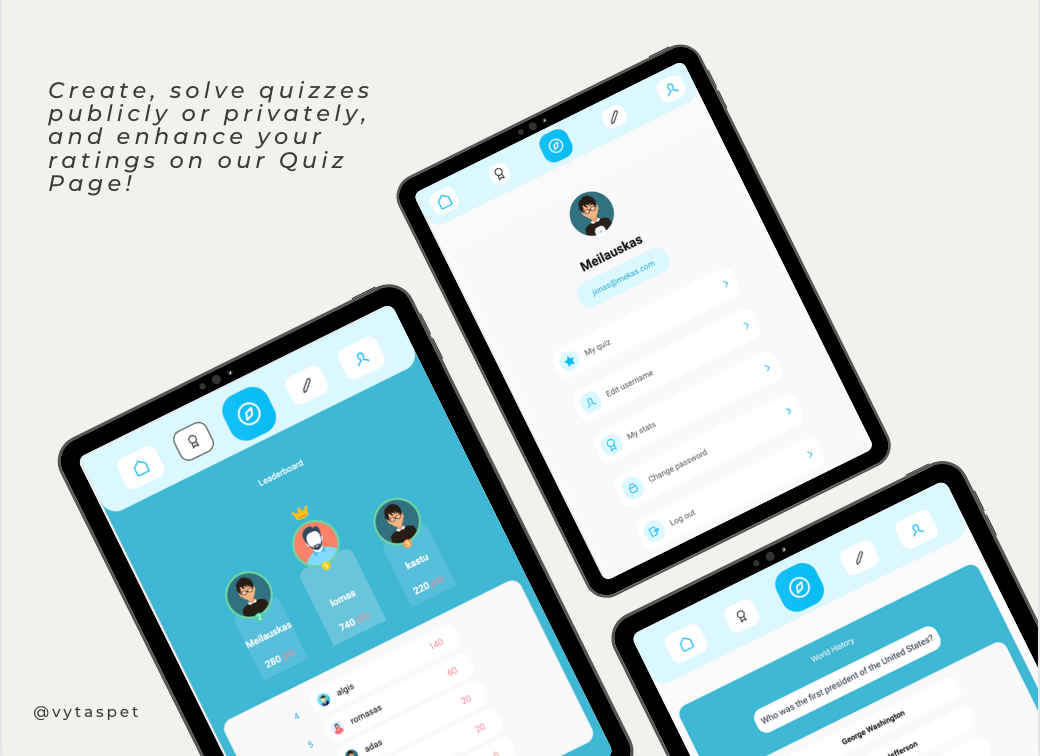 Create, solve quizzes
publicly or privately,
and enhance your
ratings on our Quiz
Page!
Meilauskas
jonas@mekas.com
My quiz
Edit username
My stats
Change password
Log out
Leaderboard
1
lomas
740
2
Meilauskas
280
kastu
220
4
algis
140
5
romasas
60
adas
20
20
0
World History
Who was the first president of the United States?
George Washington
Jefferson
@vytaspet